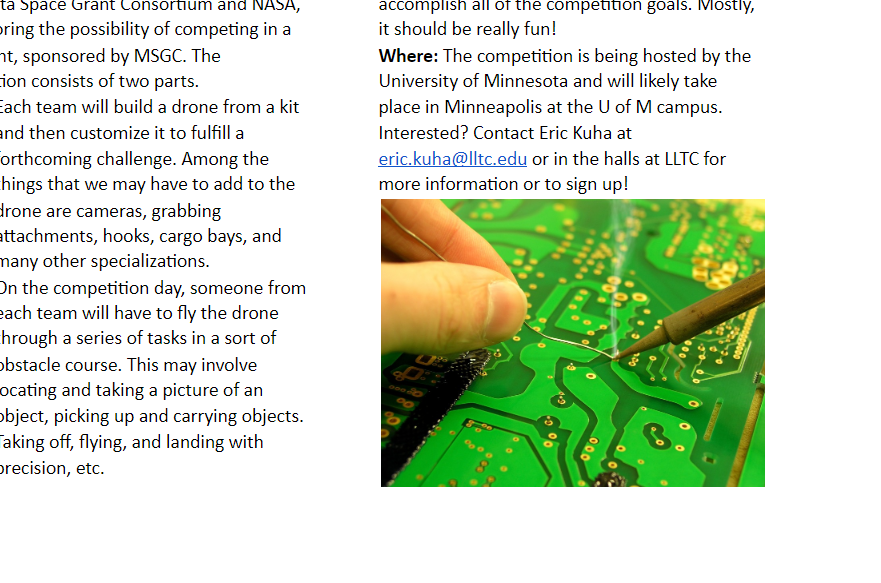 ta Space Grant Consortium and NASA,
oring the possibility of competing in a
nt, sponsored by MSGC. The
tion consists of two parts.
Each team will build a drone from a kit
and then customize it to fulfill a
forthcoming challenge. Among the
things that we may have to add to the
drone are cameras, grabbing
attachments, hooks, cargo bays, and
many other specializations.
On the competition day, someone from
each team will have to fly the drone
through a series of tasks in a sort of
obstacle course. This may involve
locating and taking a picture of an
object, picking up and carrying objects.
Taking off, flying, and landing with
precision, etc.
accomplish all of the competition goals. Mostly,
it should be really fun!
Where: The competition is being hosted by the
University of Minnesota and will likely take
place in Minneapolis at the U of M campus.
Interested? Contact Eric Kuha at
eric.kuha@lltc.edu or in the halls at LLTC for
more information or to sign up!